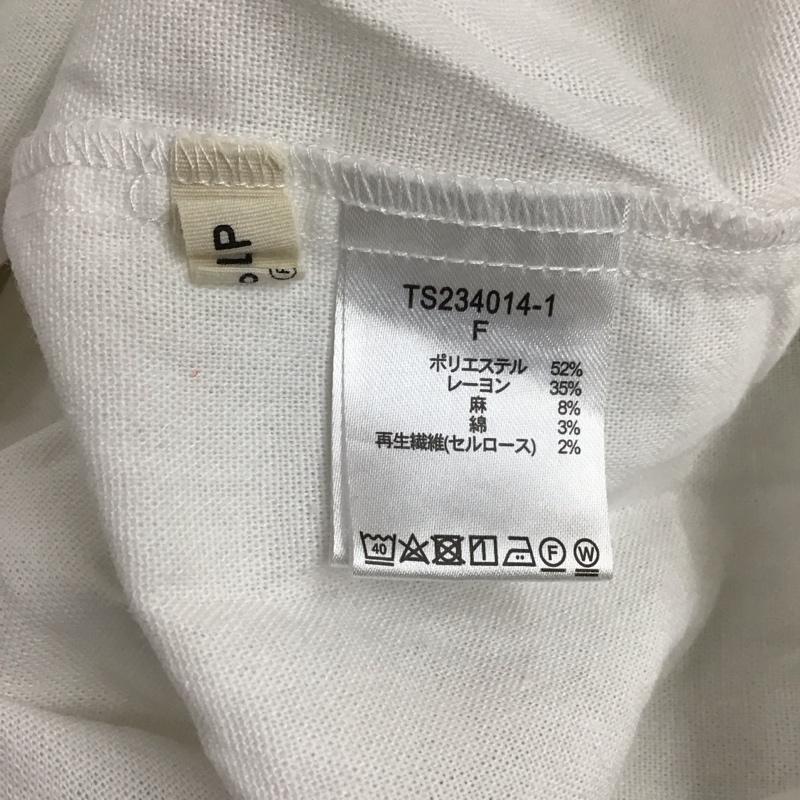 LP
TS234014-1
F
ポリエステル 52%
レーヨン 35%
麻 8%
綿 3%
再生繊維(セルロース) 2%
40 F W